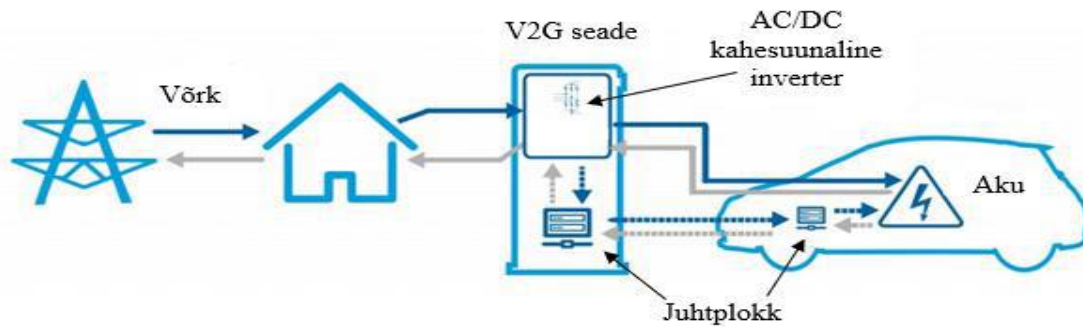 V2G seade
AC/DC
kahesuunaline
inverter
Võrk
Aku
Juhtplokk